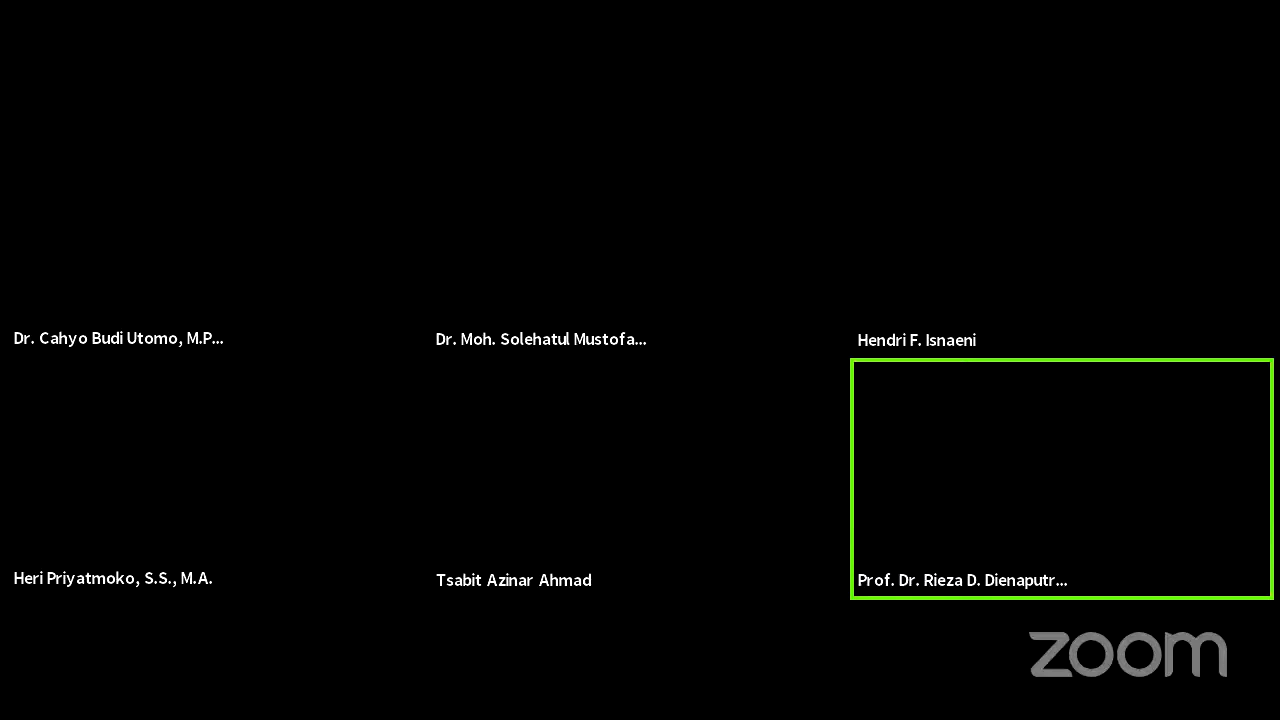 Dr. Cahyo Budi Utomo, M.P...
Dr. Moh. Solehatul Mustofa...
Hendri F. Isnaeni
Heri Priyatmoko, S.S., M.A.
Tsabit Azinar Ahmad
Prof. Dr. Rieza D. Dienaputr...
zoom